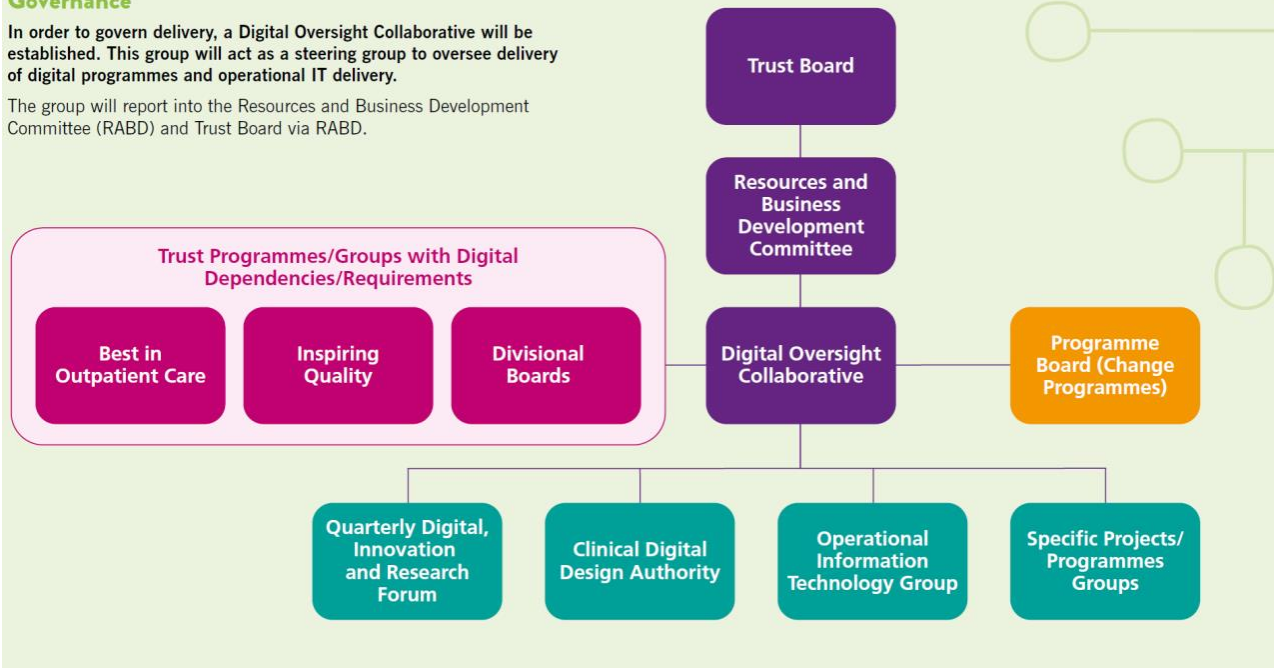 Governance
In order to govern delivery, a Digital Oversight Collaborative will be
established. This group will act as a steering group to oversee delivery
of digital programmes and operational IT delivery.
The group will report into the Resources and Business Development
Committee (RABD) and Trust Board via RABD.
Trust Board
Resources and
Business
Development
Committee
Trust Programmes/Groups with Digital
Dependencies/Requirements
Best in
Outpatient Care
Inspiring
Quality
Divisional
Boards
Digital Oversight
Collaborative
Programme
Board (Change
Programmes)
Quarterly Digital,
Innovation
and Research
Forum
Clinical Digital
Design Authority
Operational
Information
Technology Group
Specific Projects/
Programmes
Groups